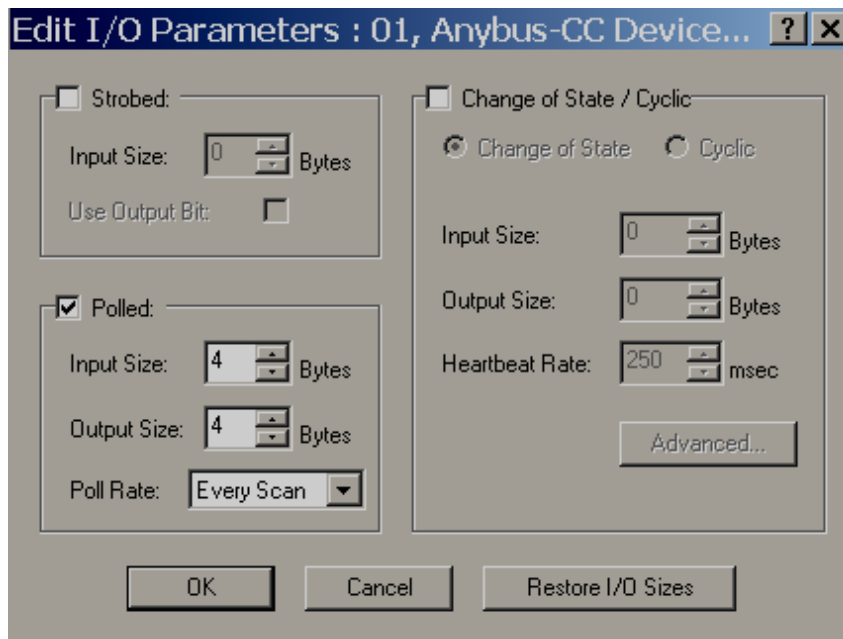 Edit I/O Parameters : 01, Anybus-CC Device... ? X
Strobed:
Input Size: 0 Bytes
Use Output Bit:
Polled:
Input Size: 4 Bytes
Output Size: 4 Bytes
Poll Rate: Every Scan
Change of State / Cyclic
Change of State Cyclic
Input Size: 0 Bytes
Output Size: 0 Bytes
Heartbeat Rate: 250 msec
Advanced...
OK Cancel Restore I/O Sizes